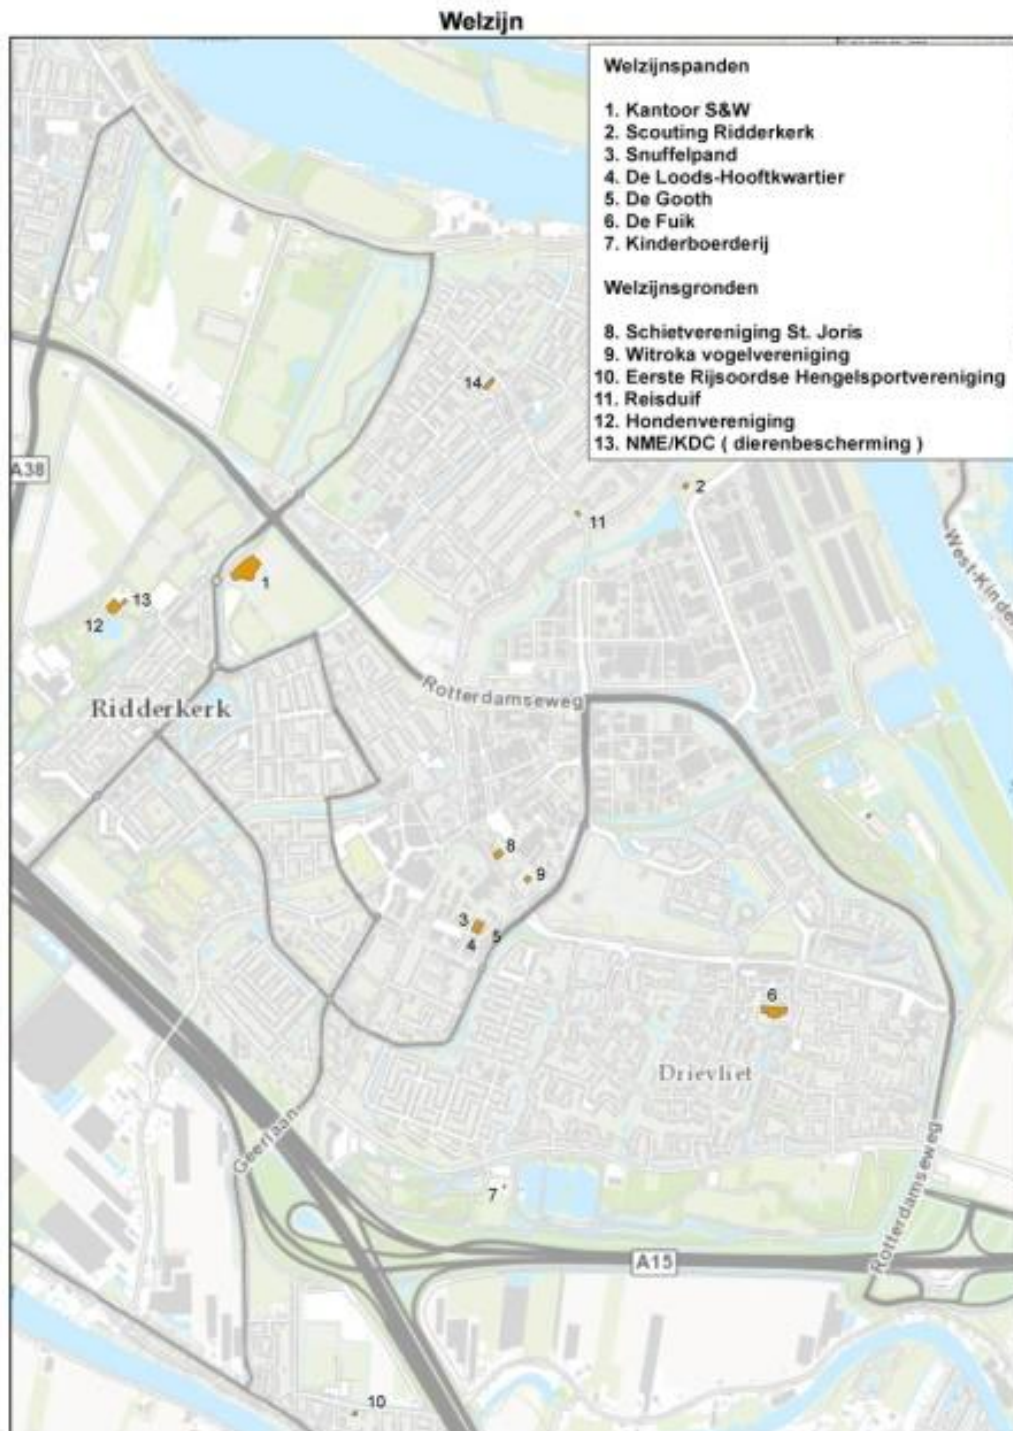 Welzijn
Welzijnspanden
1. Kantoor S&W
2. Scouting Ridderkerk
3. Snuffelpand
4. De Loods-Hooftkwartier
5. De Gooth
6. De Fuik
7. Kinderboerderij
Welzijnsgronden
8. Schietvereniging St. Joris
9. Witroka vogelvereniging
10. Eerste Rijsoordse Hengelsportvereniging
11. Reisduif
12. Hondenvereniging
13. NME/KDC ( dierenbescherming )
14
A38
2
11
West-Kinder
1
13
12
Rotterdamseweg
Ridderkerk
8
9
3
5
4
6
Drievliet
Geerlaan
Rotterdamseweg
7
A15
10